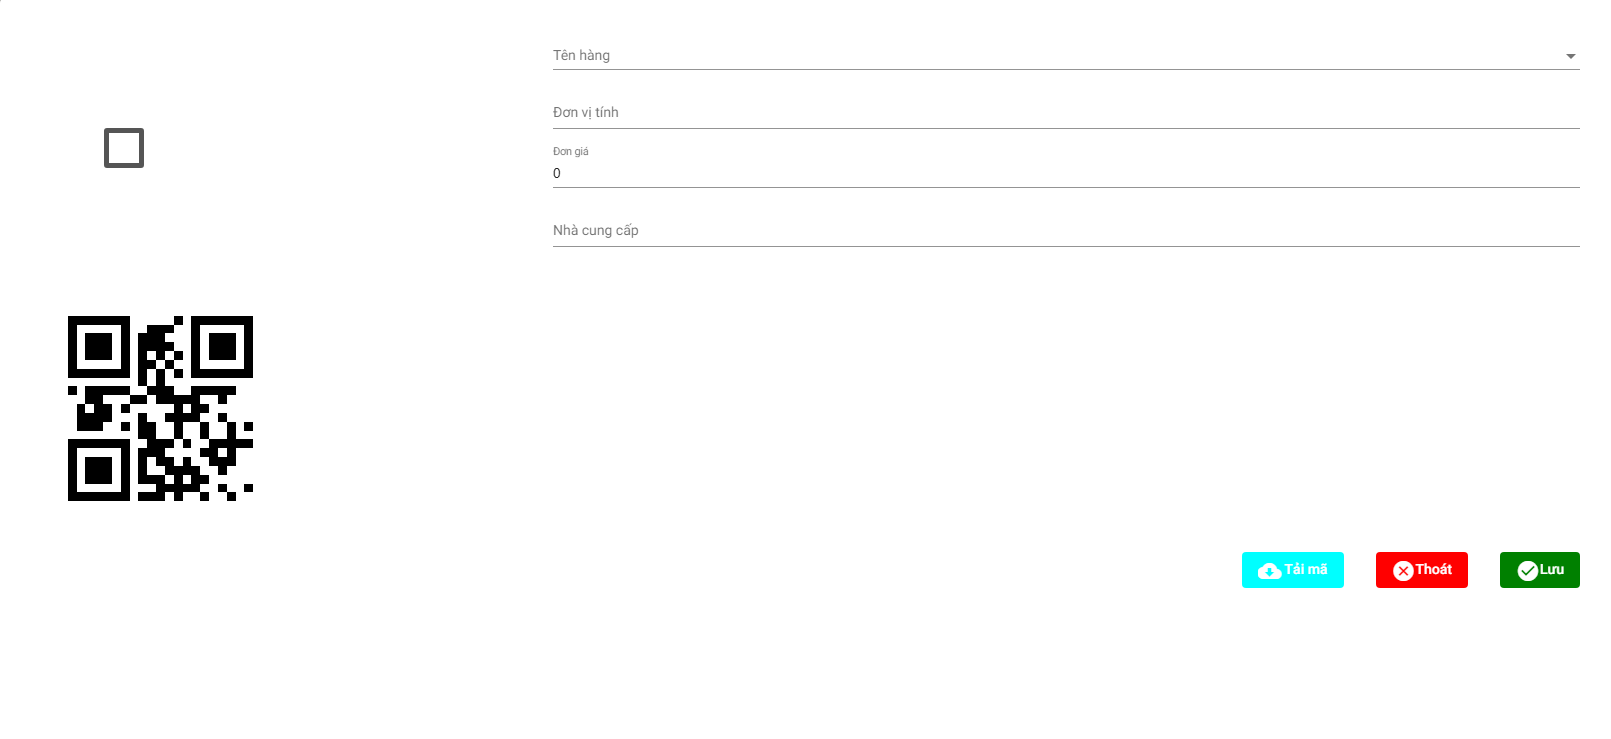 Tên hàng
Đơn vị tính
Đơn giá
0
Nhà cung cấp
Tải mã
Thoát
Lưu